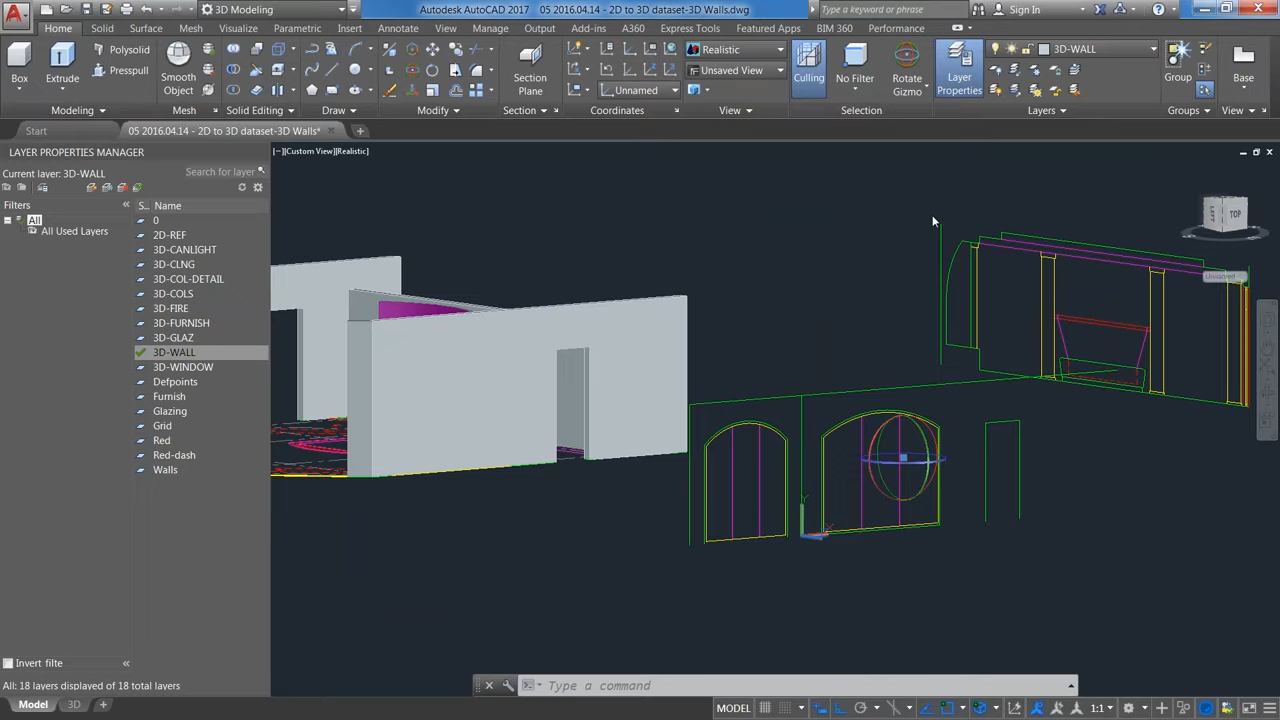 3D Modeling
Autodesk AutoCAD 2017 05 2016.04.14 - 2D to 3D dataset-3D Walls.dwg
Type a keyword or phrase
Sign In
Home Solid Surface Mesh Visualize Parametric Insert Annotate View Manage Output Add-ins A360 Express Tools Featured Apps BIM 360 Performance
Box
Extrude
Polysolid
Presspull
Smooth
Object
Section
Plane
Realistic
Unsaved View
Unnamed
Culling
No Filter
Rotate
Gizmo
Layer
Properties
3D-WALL
Group
Base
Modeling Mesh Solid Editing Draw Modify Section Coordinates View Selection Layers Groups View
Start
05 2016.04.14 - 2D to 3D dataset-3D Walls*
LAYER PROPERTIES MANAGER
[−][Custom View][Realistic]
Current layer: 3D-WALL
Search for layer
Filters
S.. Name
All
All Used Layers
0
2D-REF
3D-CANLIGHT
3D-CLNG
3D-COL-DETAIL
3D-COLS
3D-FIRE
3D-FURNISH
3D-GLAZ
3D-WALL
3D-WINDOW
Defpoints
Furnish
Glazing
Grid
Red
Red-dash
Walls
LEFT
TOP
Unnamed
Y
X
Invert filte
All: 18 layers displayed of 18 total layers
Type a command
Model 3D
MODEL
1:1